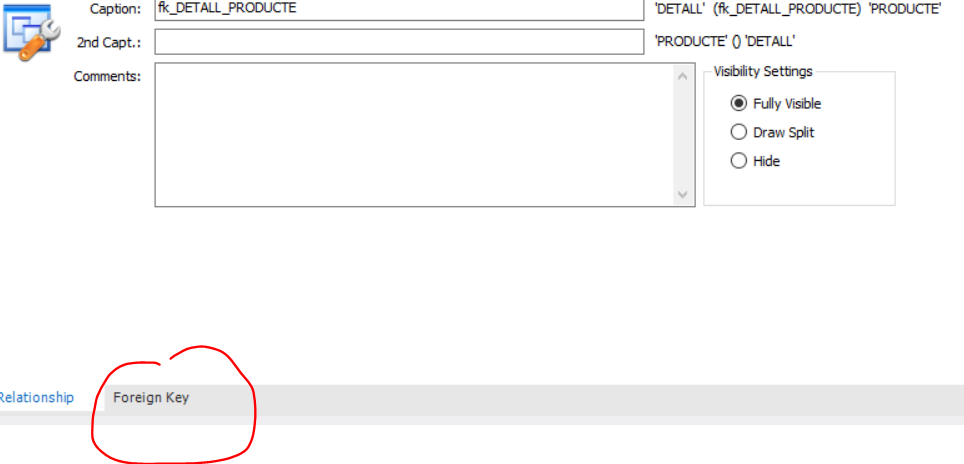 Caption: fk_DETALL_PRODUCTE 'DETALL' (fk_DETALL_PRODUCTE) 'PRODUCTE'
2nd Capt.: 'PRODUCTE' () 'DETALL'
Comments:
Visibility Settings
Fully Visible
Draw Split
Hide
Relationship Foreign Key